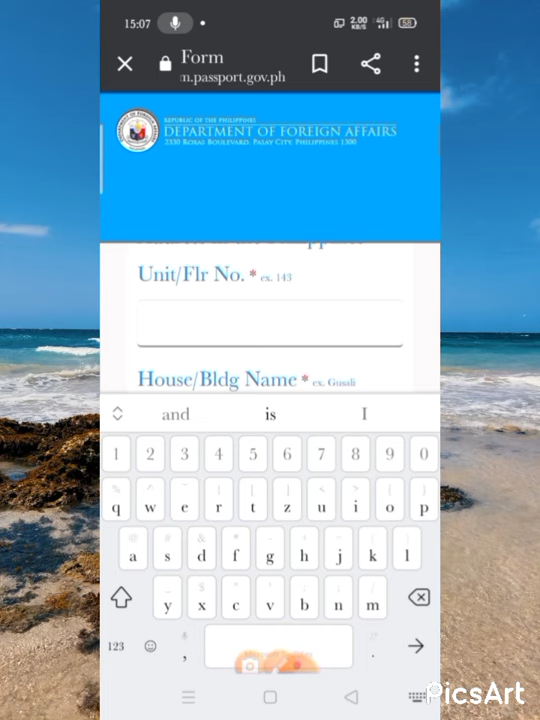 15:07
2.00
KB/S
4G
58
Form
m.passport.gov.ph
REPUBLIC OF THE PHILIPPINES
DEPARTMENT OF FOREIGN AFFAIRS
2330 ROXAS BOULEVARD, PASAY CITY, PHILIPPINES 1300
Unit/Flr No. * ex. 143
House/Bldg Name * ex. Gusali
and is I
1 2 3 4 5 6 7 8 9 0
q w e r t z u i o p
a s d f g h j k l
y x c v b n m
123 , .
PicsArt